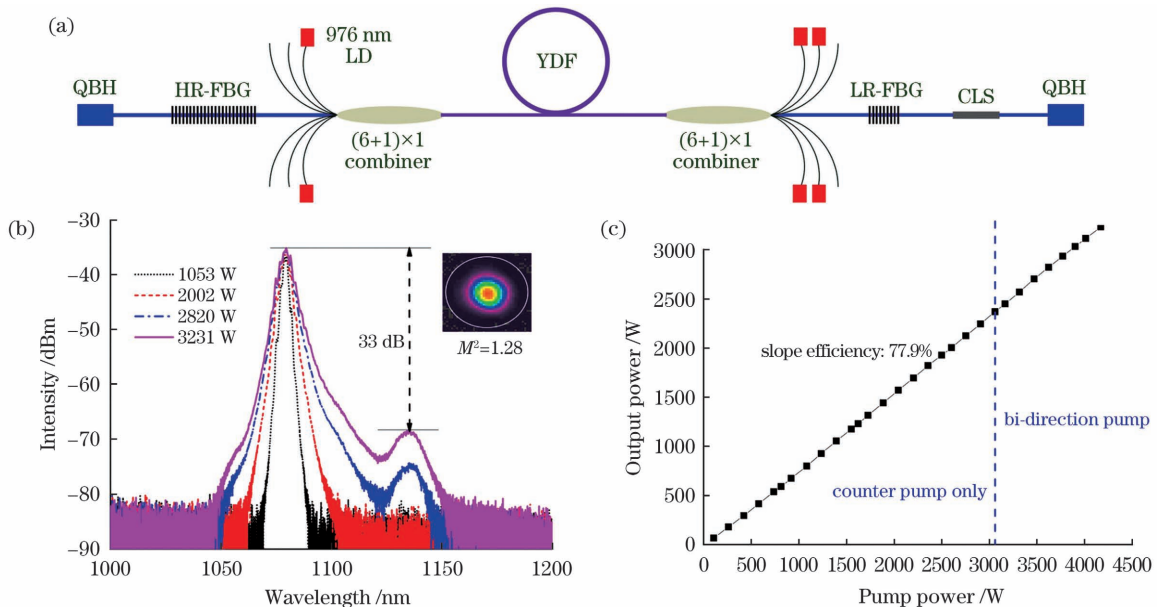 (a)
976 nm
LD
YDF
QBH
HR-FBG
LR-FBG
CLS
QBH
(6+1)×1
combiner
(6+1)×1
combiner
(b)
−30
−40
−50
−60
−70
−80
−90
Intensity /dBm
1053 W
2002 W
2820 W
3231 W
33 dB
M²=1.28
1000
1050
1100
1150
1200
Wavelength /nm
(c)
3000
2500
2000
1500
1000
500
0
Output power /W
slope efficiency: 77.9%
bi-direction pump
counter pump only
0
500
1000
1500
2000
2500
3000
3500
4000
4500
Pump power /W